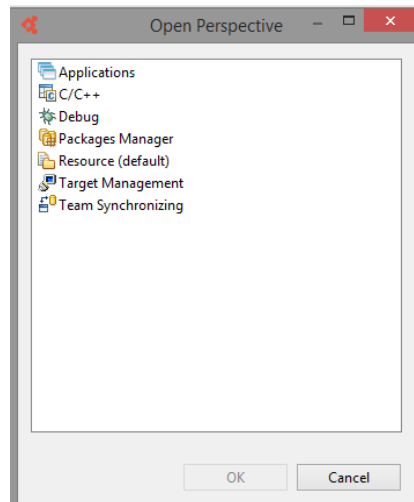 Open Perspective
Applications
C/C++
Debug
Packages Manager
Resource (default)
Target Management
Team Synchronizing
OK
Cancel